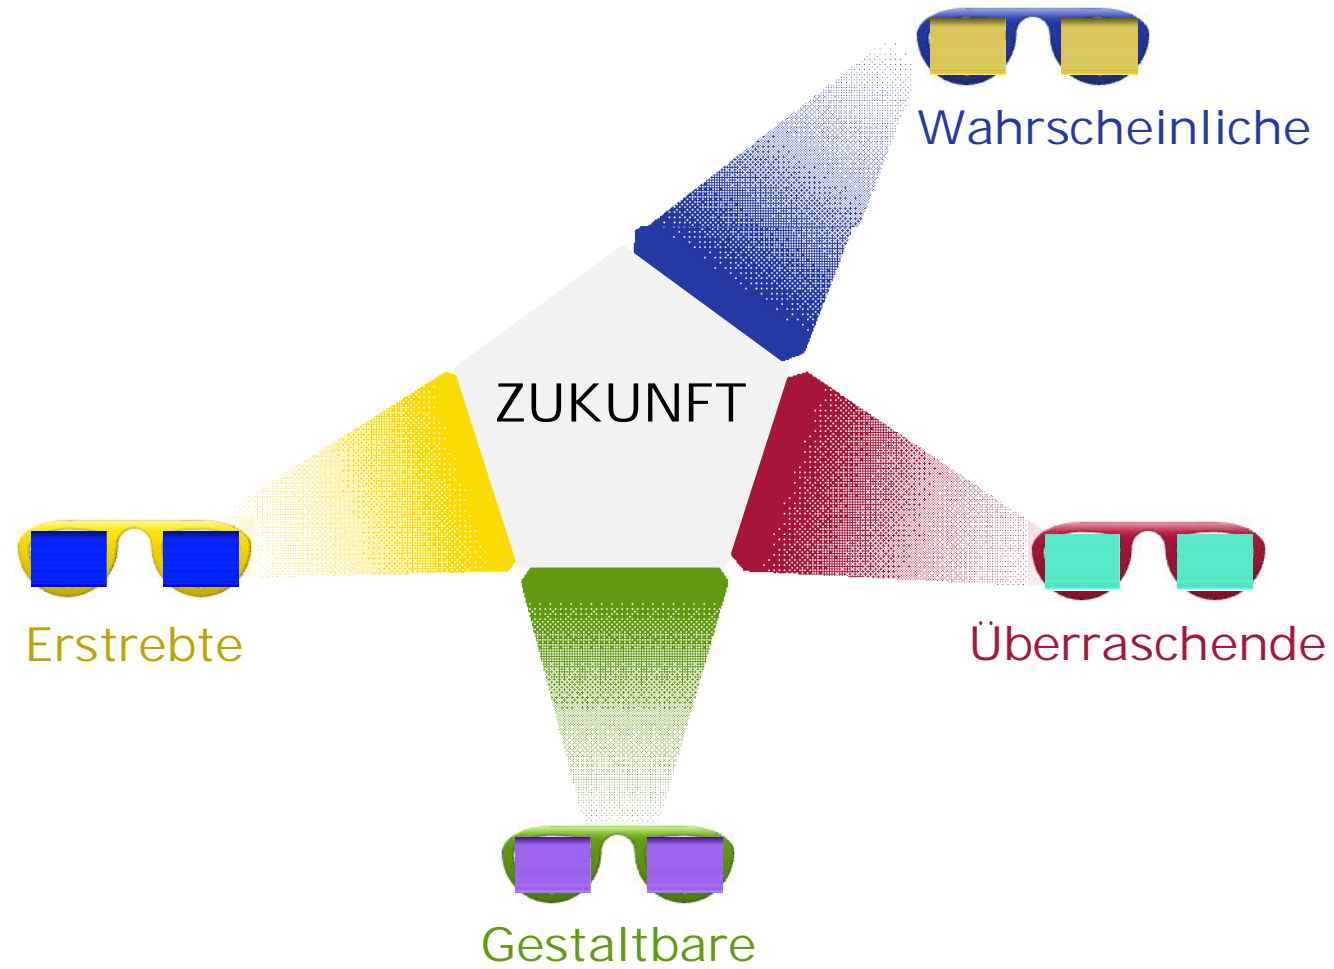 Wahrscheinliche
ZUKUNFT
Erstrebte
Überraschende
Gestaltbare